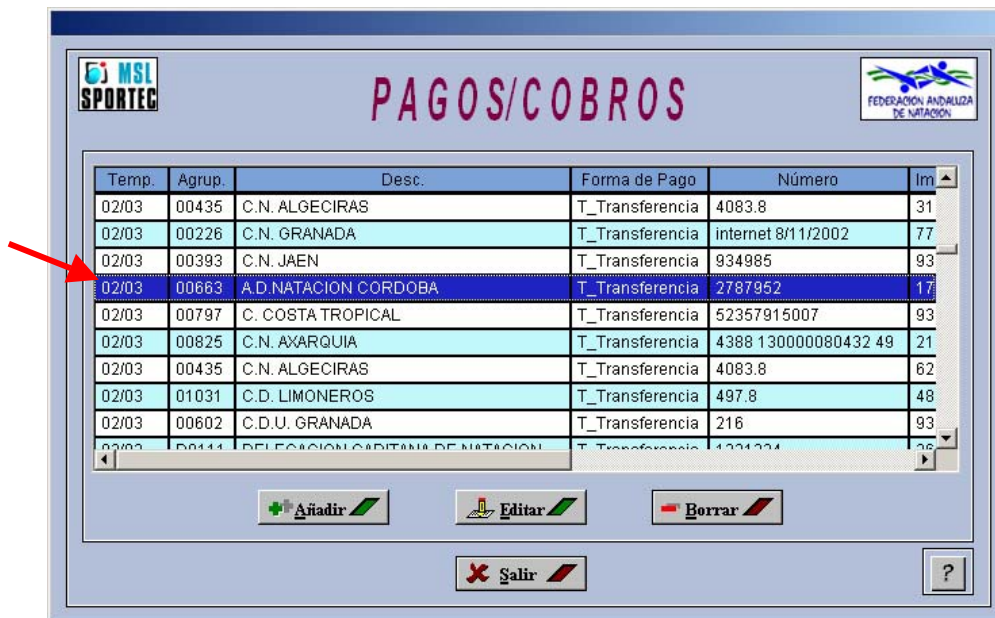 MSL
SPORTEC
PAGOS/COBROS
FEDERACION ANDALUZA
DE NATACION
Temp. Agrup. Desc. Forma de Pago Número Im
02/03 00435 C.N. ALGECIRAS T_Transferencia 4083.8 31
02/03 00226 C.N. GRANADA T_Transferencia internet 8/11/2002 77
02/03 00393 C.N. JAEN T_Transferencia 934985 93
02/03 00663 A.D.NATACION CORDOBA T_Transferencia 2787952 17
02/03 00797 C. COSTA TROPICAL T_Transferencia 52357915007 93
02/03 00825 C.N. AXARQUIA T_Transferencia 4388 130000080432 49 21
02/03 00435 C.N. ALGECIRAS T_Transferencia 4083.8 62
02/03 01031 C.D. LIMONEROS T_Transferencia 497.8 48
02/03 00602 C.D.U. GRANADA T_Transferencia 216 93
Añadir Editar Borrar
Salir ?